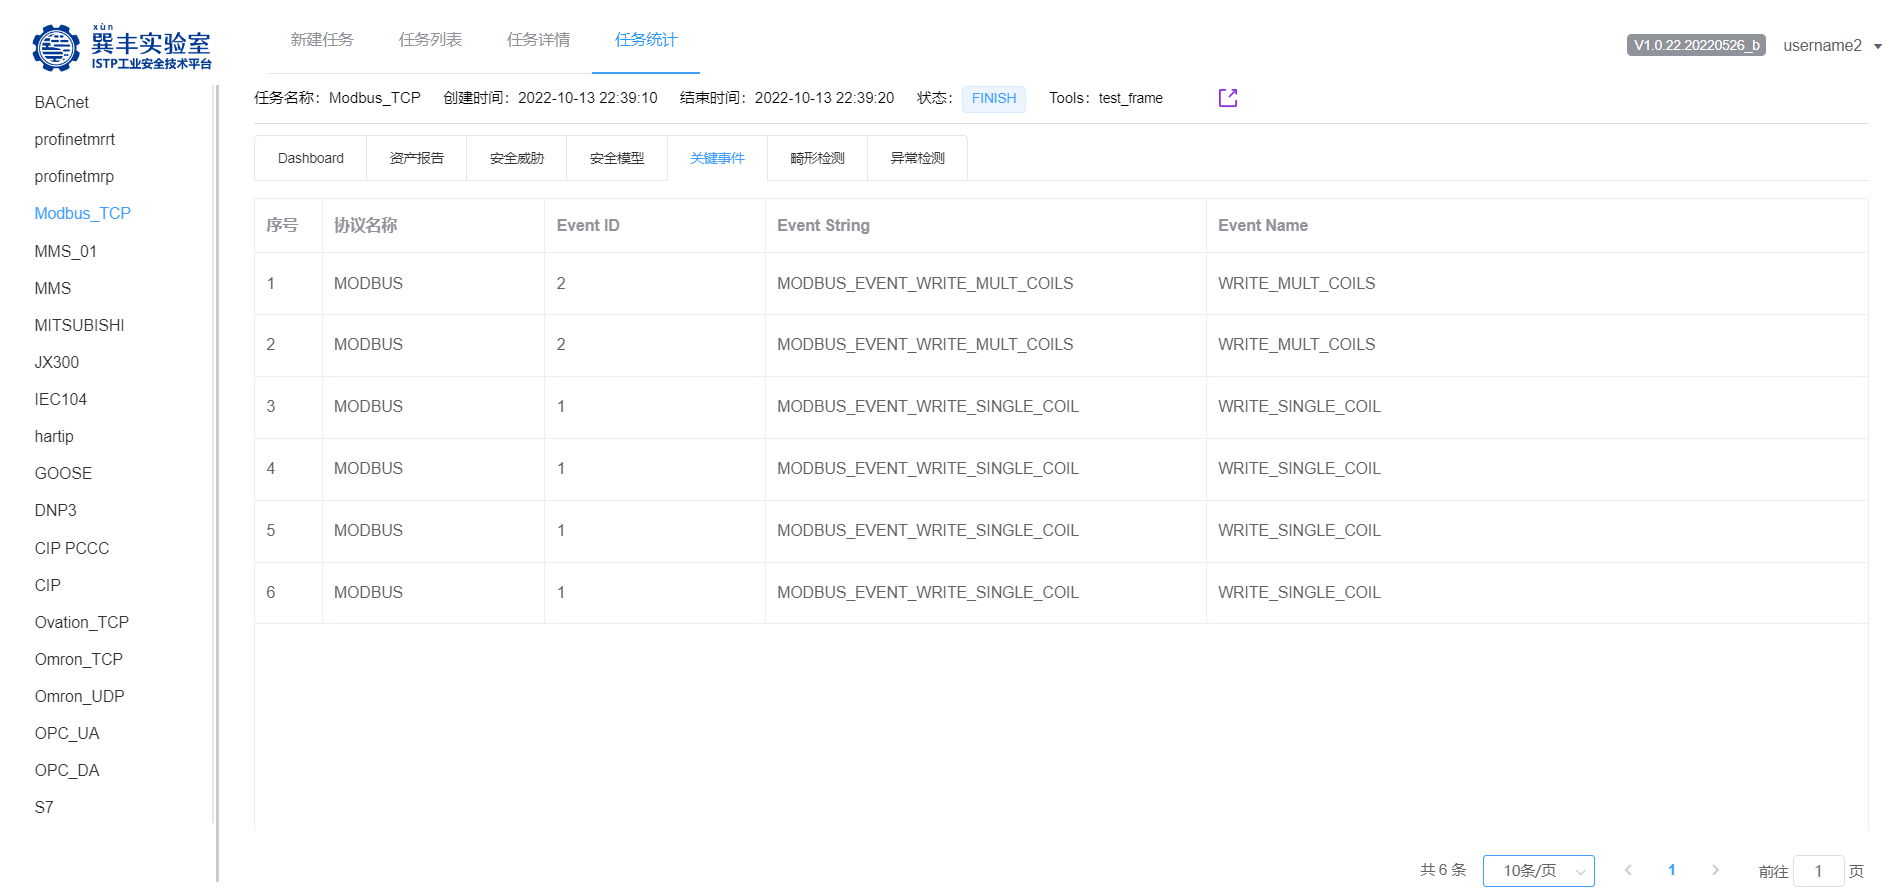 xùn
巽丰实验室
ISTP工业安全技术平台
新建任务 任务列表 任务详情 任务统计
V1.0.22.20220526_b username2
BACnet
profinetmrrt
profinetmrp
Modbus_TCP
MMS_01
MMS
MITSUBISHI
JX300
IEC104
hartip
GOOSE
DNP3
CIP PCCC
CIP
Ovation_TCP
Omron_TCP
Omron_UDP
OPC_UA
OPC_DA
S7
任务名称：Modbus_TCP 创建时间：2022-10-13 22:39:10 结束时间：2022-10-13 22:39:20 状态：FINISH Tools：test_frame
Dashboard 资产报告 安全威胁 安全模型 关键事件 畸形检测 异常检测
序号 协议名称 Event ID Event String Event Name
1 MODBUS 2 MODBUS_EVENT_WRITE_MULT_COILS WRITE_MULT_COILS
2 MODBUS 2 MODBUS_EVENT_WRITE_MULT_COILS WRITE_MULT_COILS
3 MODBUS 1 MODBUS_EVENT_WRITE_SINGLE_COIL WRITE_SINGLE_COIL
4 MODBUS 1 MODBUS_EVENT_WRITE_SINGLE_COIL WRITE_SINGLE_COIL
5 MODBUS 1 MODBUS_EVENT_WRITE_SINGLE_COIL WRITE_SINGLE_COIL
6 MODBUS 1 MODBUS_EVENT_WRITE_SINGLE_COIL WRITE_SINGLE_COIL
共 6 条 10条/页 1 前往 1 页